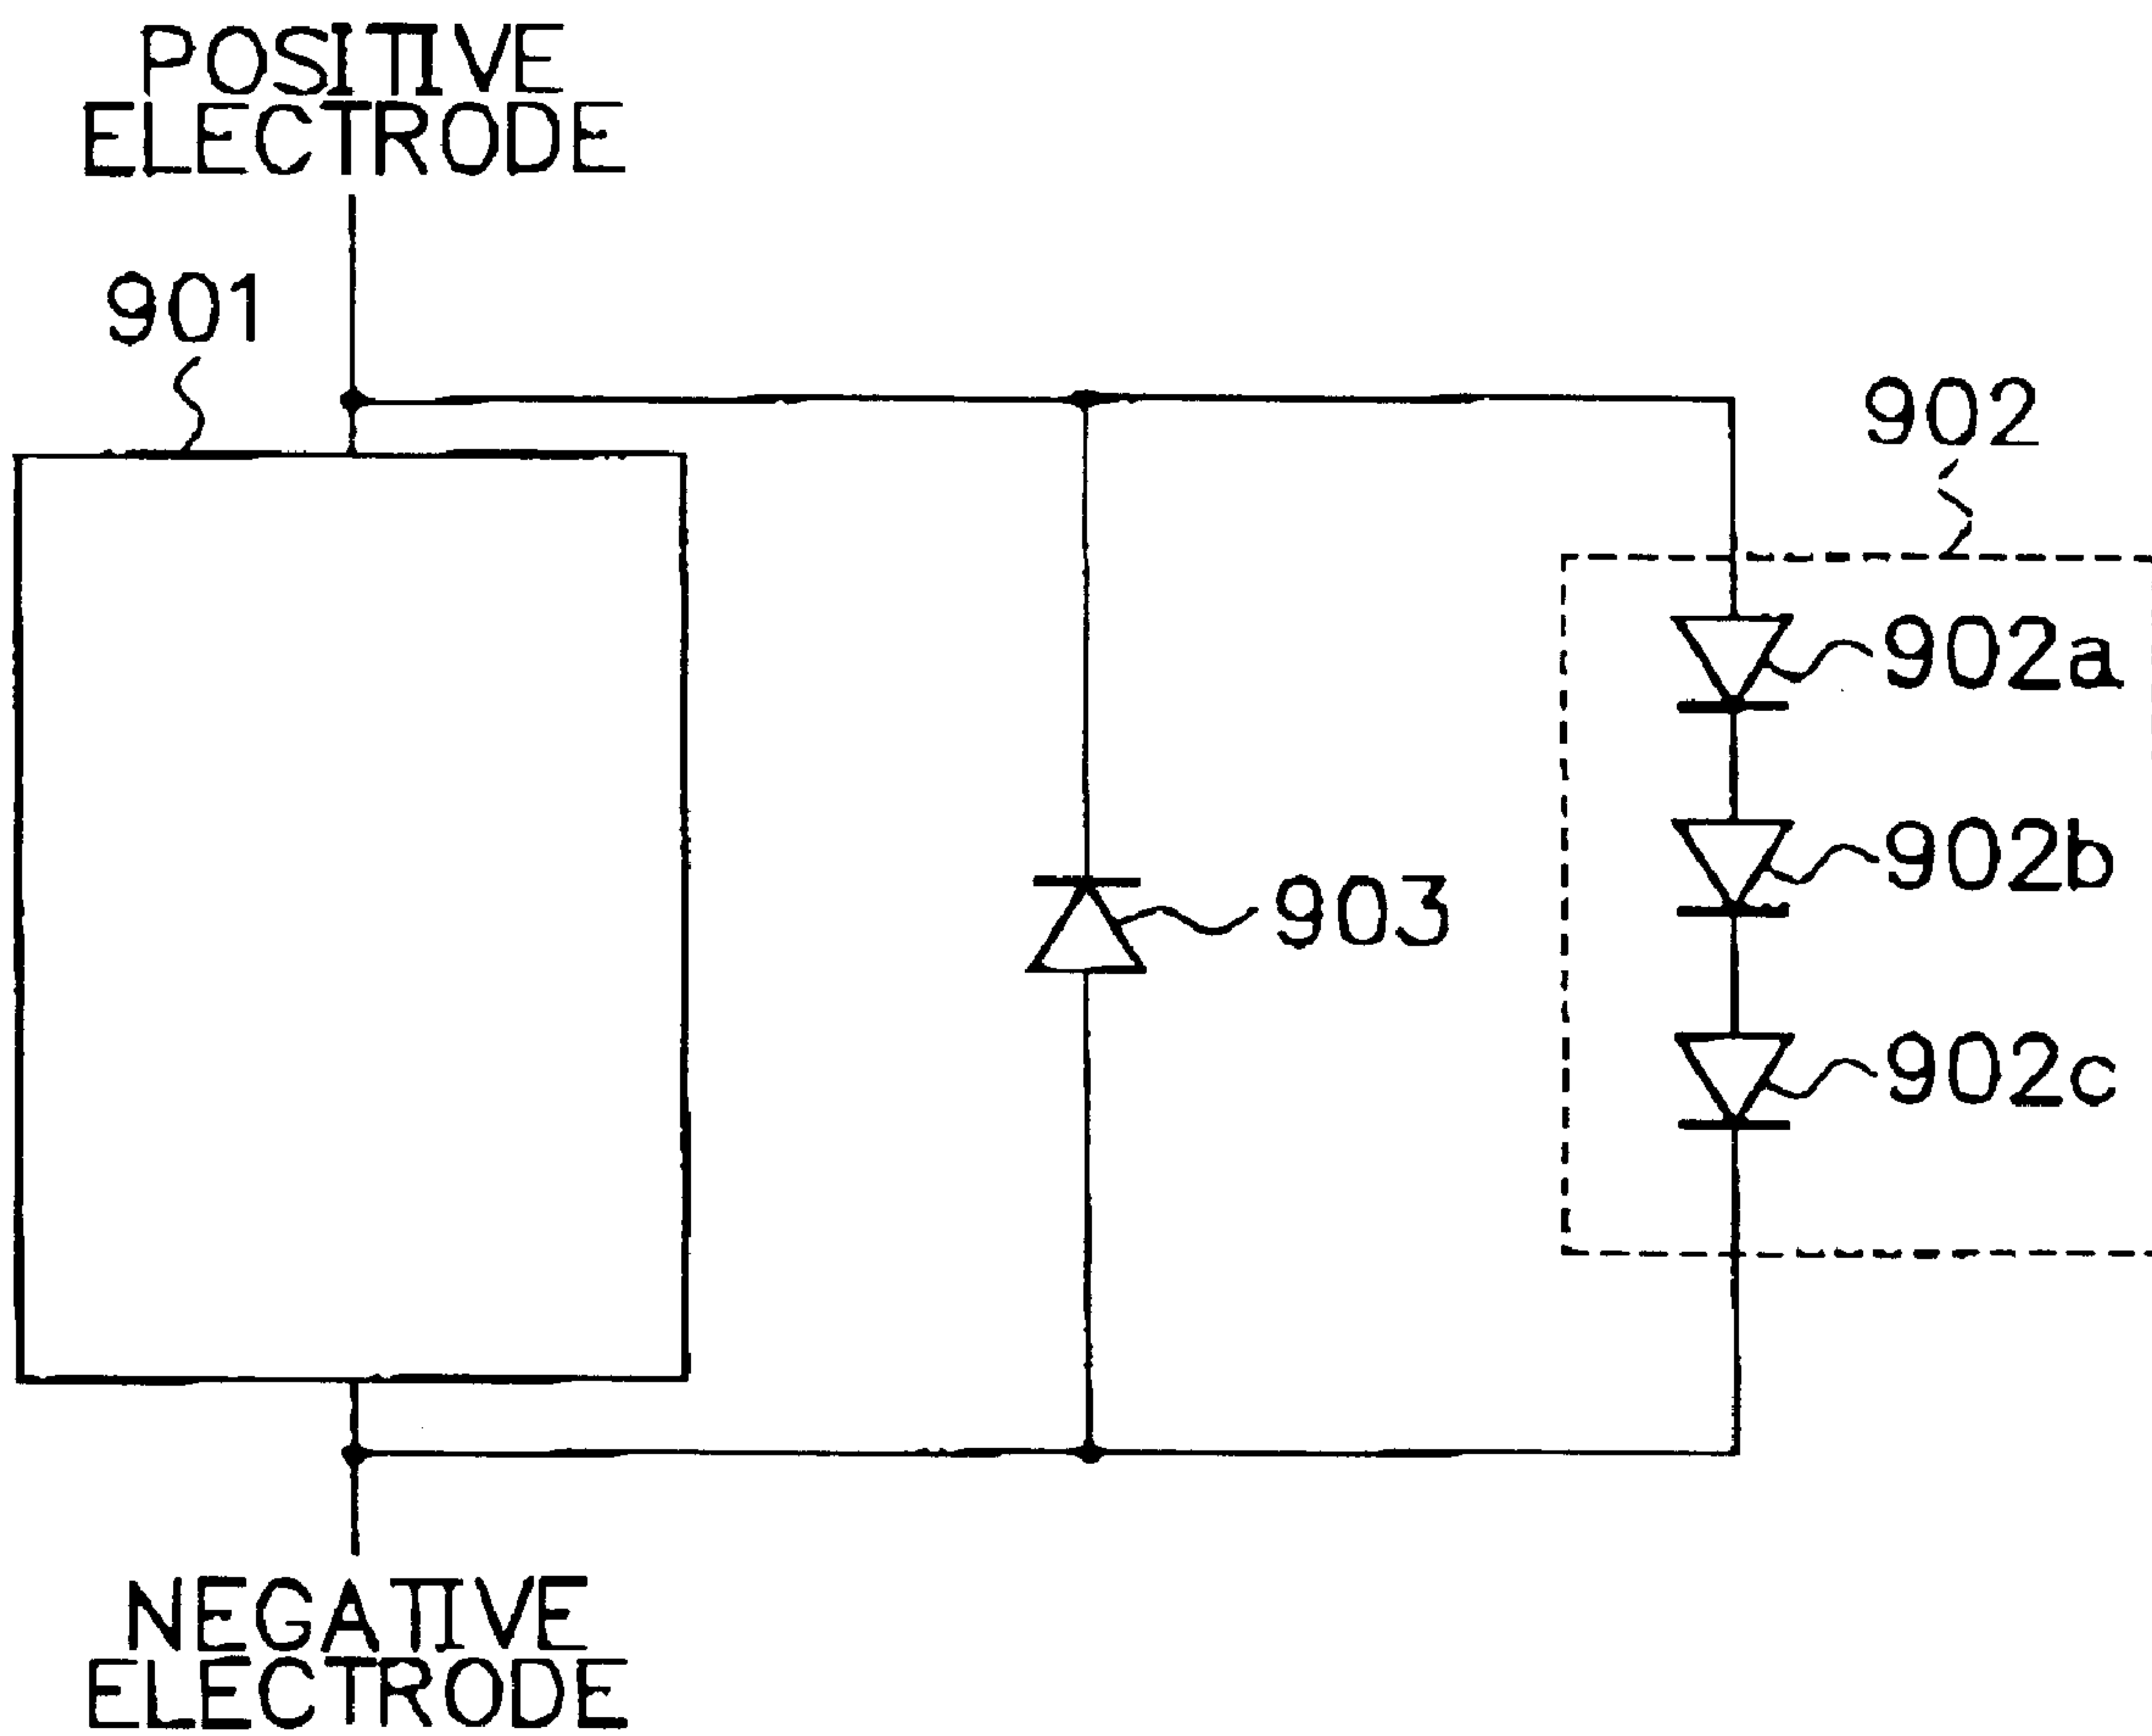 POSITIVE
ELECTRODE
901
902
902a
902b
903
902c
NEGATIVE
ELECTRODE